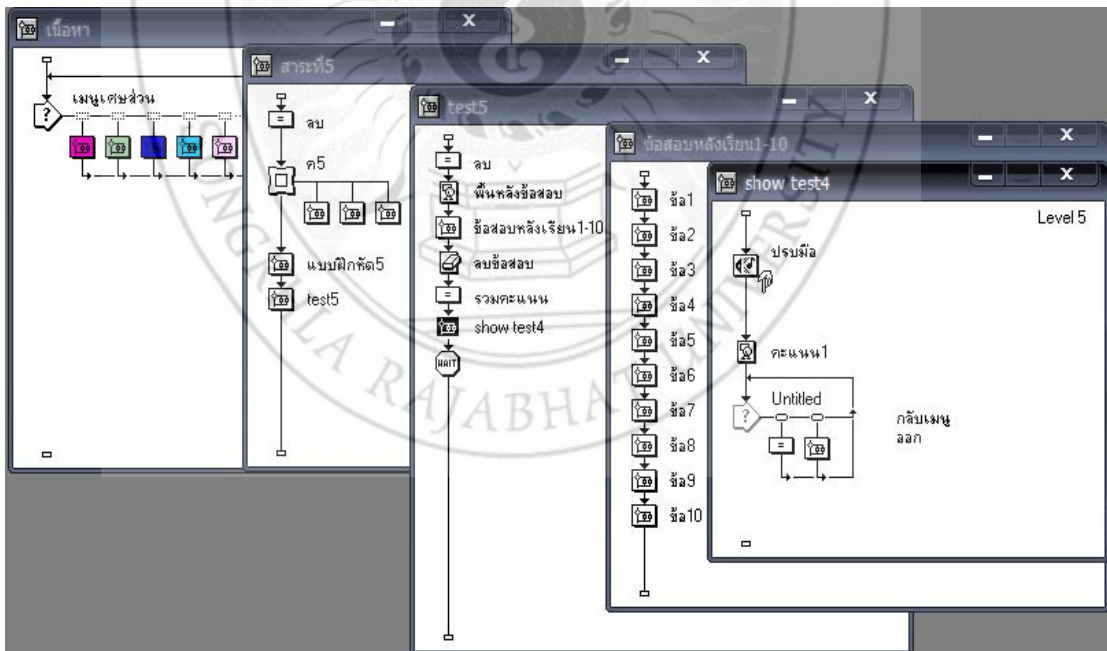 เนื้อหา
เมนูเศษส่วน
?
สาระที่5
=
ลบ
ค5
แบบฝึกหัด5
test5
test5
=
ลบ
พื้นหลังข้อสอบ
ข้อสอบหลังเรียน1-10
ลบข้อสอบ
=
รวมคะแนน
show test4
WAIT
ข้อสอบหลังเรียน1-10
ข้อ1
ข้อ2
ข้อ3
ข้อ4
ข้อ5
ข้อ6
ข้อ7
ข้อ8
ข้อ9
ข้อ10
show test4
Level 5
ปรบมือ
คะแนน1
Untitled
?
=
กลับเมนู
ออก
SONGKHLA RAJABHAT UNIVERSITY